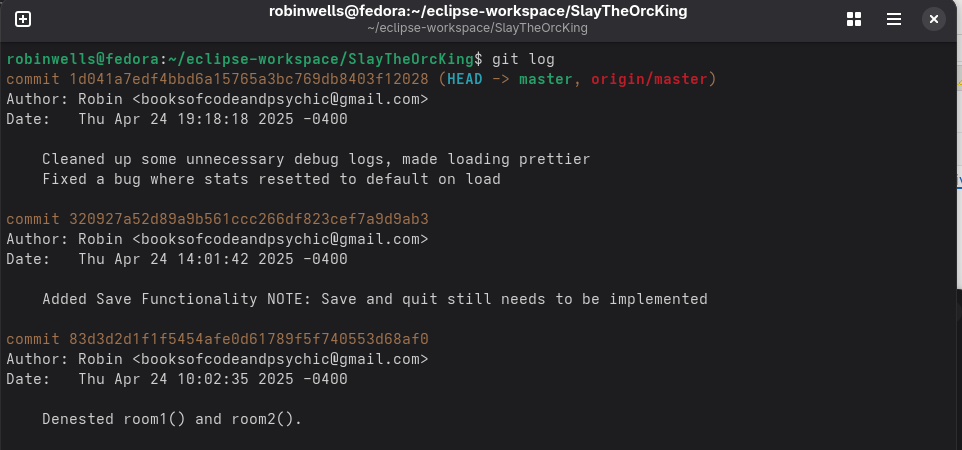 robinwells@fedora:~/eclipse-workspace/SlayTheOrcKing
~/eclipse-workspace/SlayTheOrcKing
robinwells@fedora:~/eclipse-workspace/SlayTheOrcKing$ git log
commit 1d041a7edf4bbd6a15765a3bc769db8403f12028 (HEAD -> master, origin/master)
Author: Robin <booksofcodeandpsychic@gmail.com>
Date:   Thu Apr 24 19:18:18 2025 -0400
Cleaned up some unnecessary debug logs, made loading prettier
Fixed a bug where stats resetted to default on load
commit 320927a52d89a9b561ccc266df823cef7a9d9ab3
Author: Robin <booksofcodeandpsychic@gmail.com>
Date:   Thu Apr 24 14:01:42 2025 -0400
Added Save Functionality NOTE: Save and quit still needs to be implemented
commit 83d3d2d1f1f5454afe0d61789f5f740553d68af0
Author: Robin <booksofcodeandpsychic@gmail.com>
Date:   Thu Apr 24 10:02:35 2025 -0400
Denested room1() and room2().